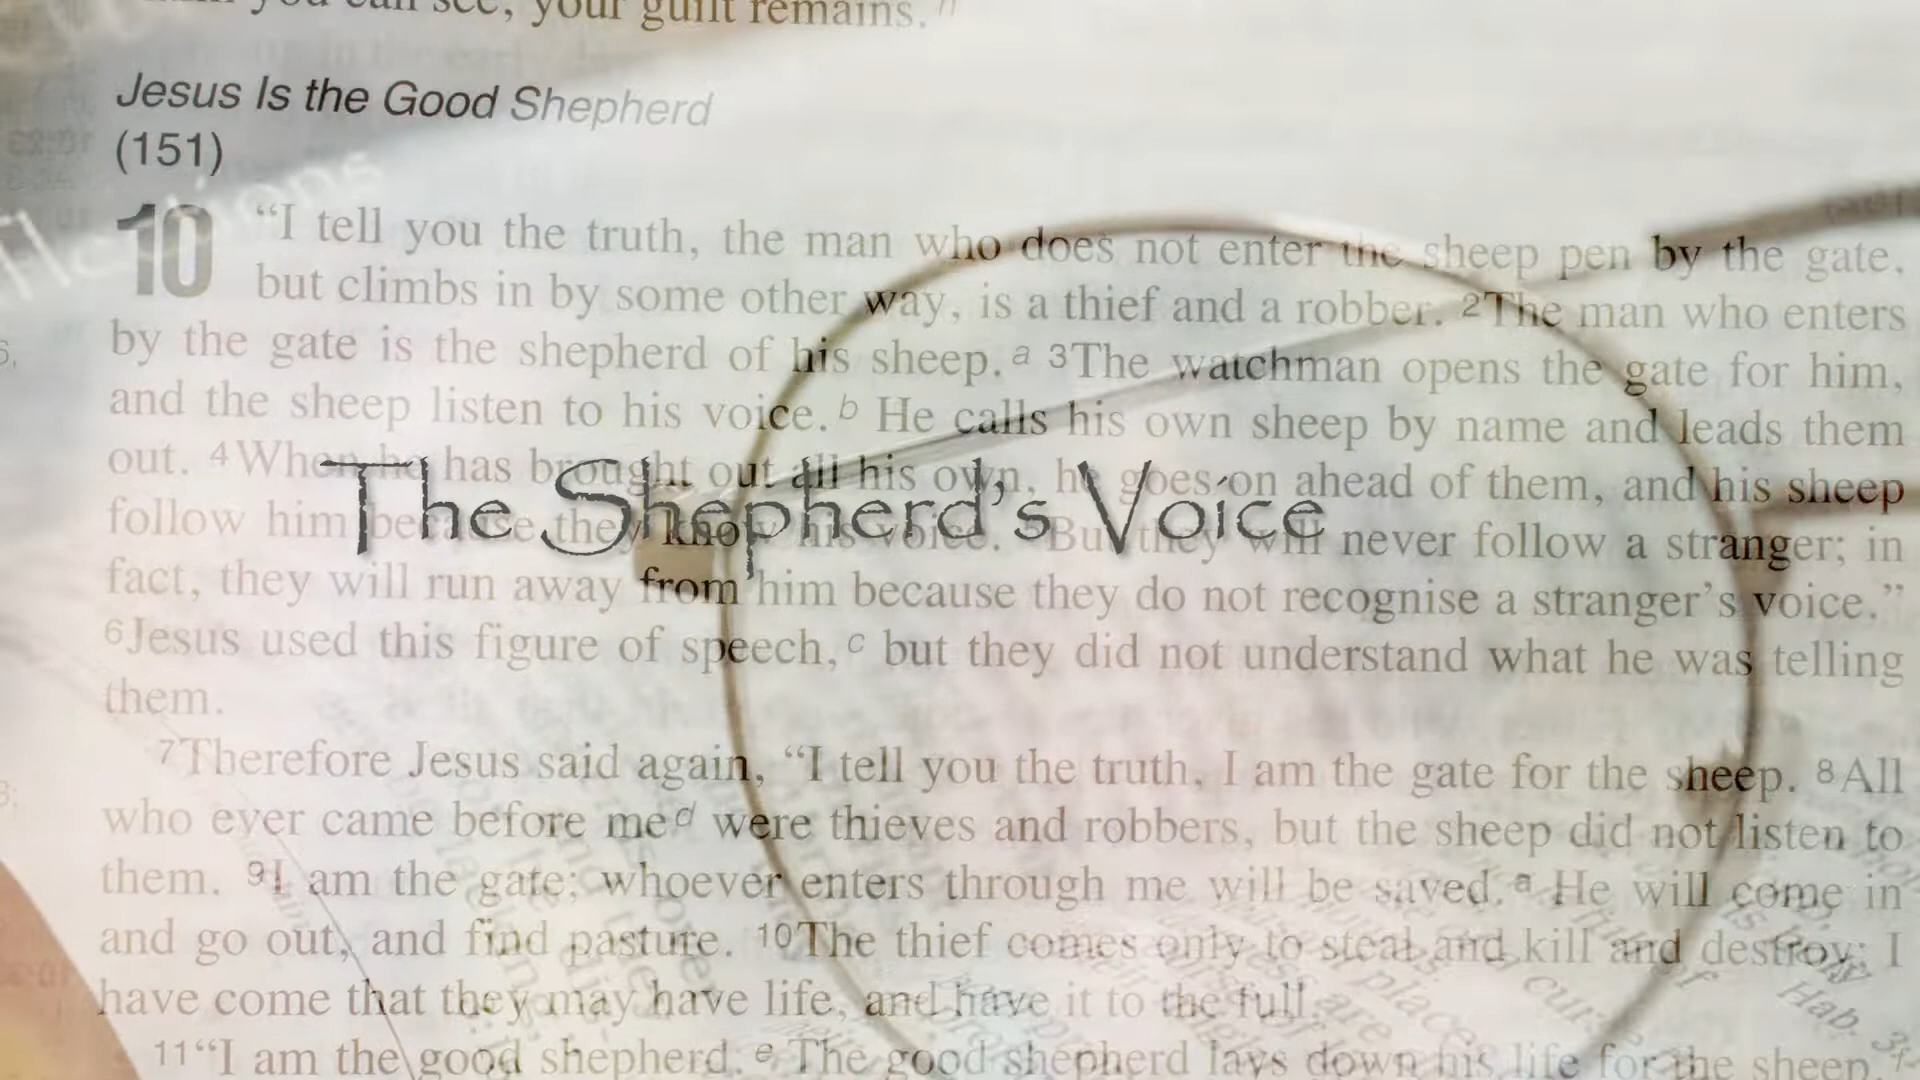 you can see, your guilt remains."
Jesus Is the Good Shepherd
(151)
10 “I tell you the truth, the man who does not enter the sheep pen by the gate,
but climbs in by some other way, is a thief and a robber. 2The man who enters
by the gate is the shepherd of his sheep. a 3The watchman opens the gate for him,
and the sheep listen to his voice. b He calls his own sheep by name and leads them
out. 4When he has brought out all his own, he goes on ahead of them, and his sheep
The Shepherd's Voice
follow him because they know his voice. 5But they will never follow a stranger; in
fact, they will run away from him because they do not recognise a stranger's voice.”
6Jesus used this figure of speech, c but they did not understand what he was telling
them.
7Therefore Jesus said again, “I tell you the truth, I am the gate for the sheep. 8All
who ever came before me d were thieves and robbers, but the sheep did not listen to
them. 9I am the gate; whoever enters through me will be saved. a He will come in
and go out, and find pasture. 10The thief comes only to steal and kill and destroy; I
have come that they may have life, and have it to the full.
11“I am the good shepherd. e The good shepherd lays down his life for the sheep.
Hab.